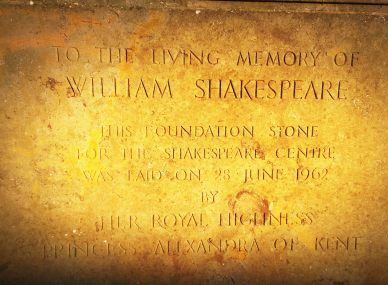 TO THE LIVING MEMORY OF
WILLIAM SHAKESPEARE
THIS FOUNDATION STONE
FOR THE SHAKESPEARE CENTRE
WAS LAID ON 28 JUNE 1962
BY
HER ROYAL HIGHNESS
PRINCESS ALEXANDRA OF KENT